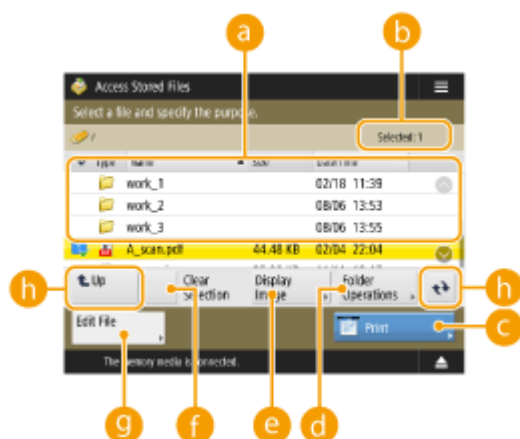 a
b
Access Stored Files
Select a file and specify the purpose.
/
Selected: 1
Type Name Size Date/Time
work_1 02/18 11:39
work_2 08/06 13:53
work_3 08/06 13:55
A_scan.pdf 44.48 KB 02/04 22:04
h
Up
Clear Selection
Display Image
Folder Operations
h
Edit File
Print
c
The memory media is connected.
g
f
e
d